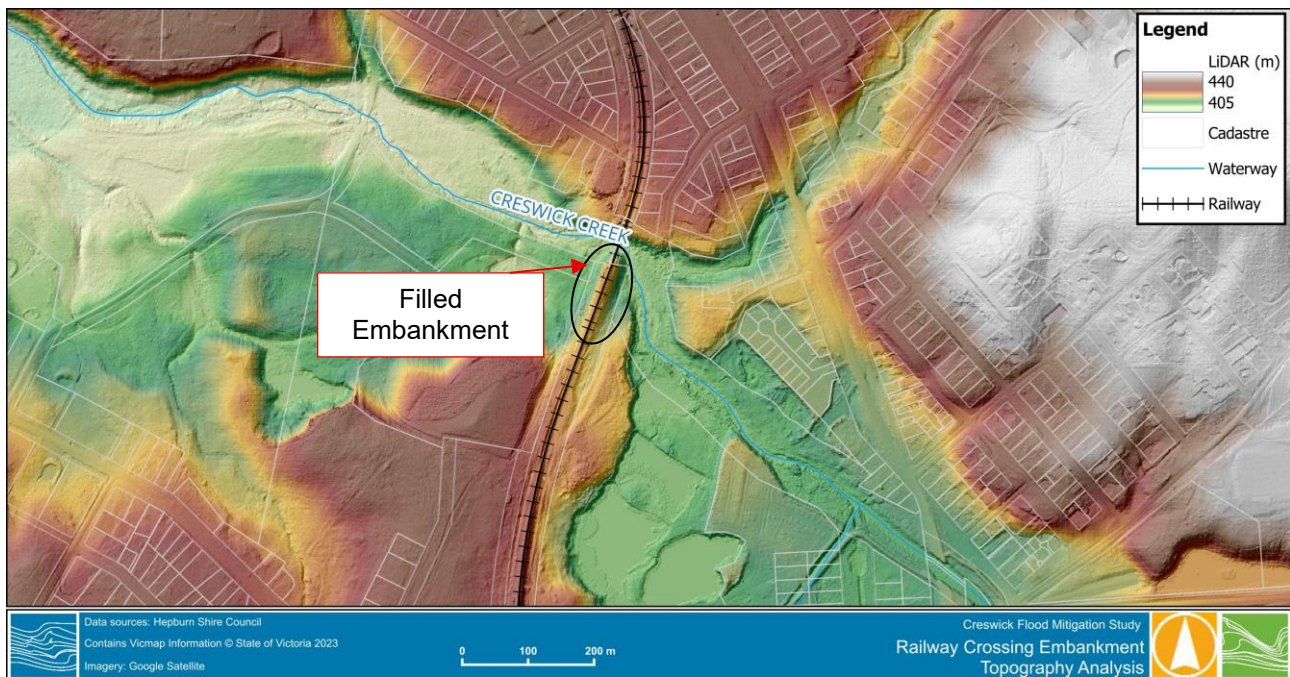 Legend
LiDAR (m)
440
405
Cadastre
Waterway
Railway
CRESWICK CREEK
Filled
Embankment
Data sources: Hepburn Shire Council
Contains Vicmap Information © State of Victoria 2023
Imagery: Google Satellite
0 100 200 m
Creswick Flood Mitigation Study
Railway Crossing Embankment
Topography Analysis